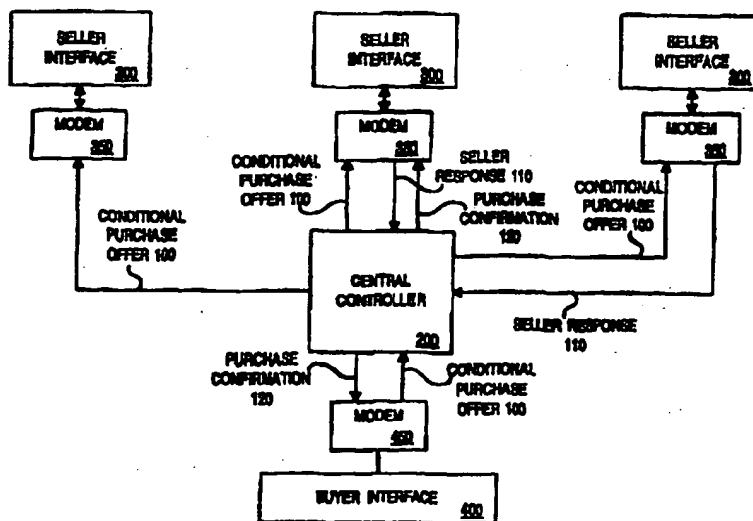 SELLER
INTERFACE
300
SELLER
INTERFACE
300
SELLER
INTERFACE
300
MODEM
350
MODEM
350
MODEM
350
CONDITIONAL
PURCHASE
OFFER 100
SELLER
RESPONSE 110
PURCHASE
CONFIRMATION 120
CONDITIONAL
PURCHASE
OFFER 100
CONDITIONAL
PURCHASE
OFFER 100
CENTRAL
CONTROLLER
200
SELLER RESPONSE
110
PURCHASE
CONFIRMATION
120
CONDITIONAL
PURCHASE
OFFER 100
MODEM
450
BUYER INTERFACE
400